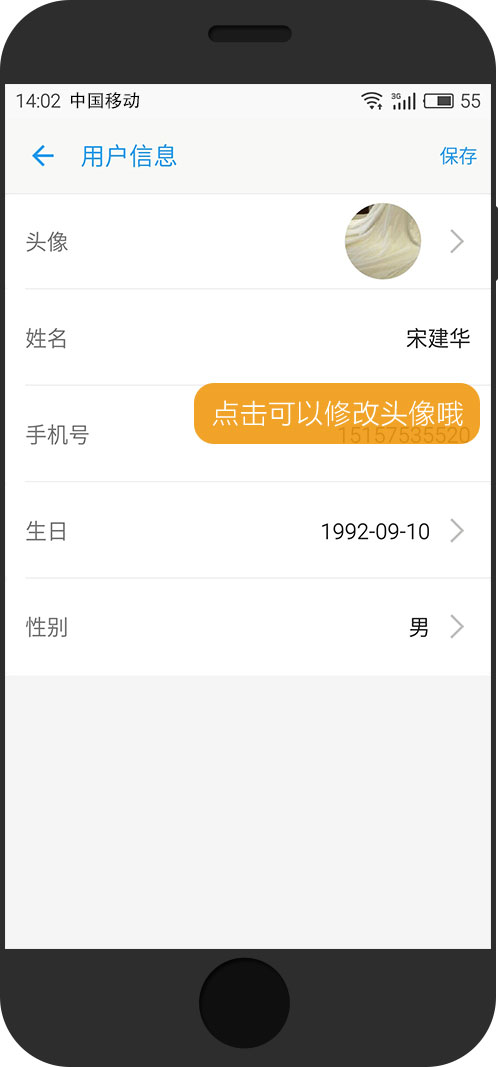 14:02 中国移动 3G 55
用户信息 保存
头像
姓名 宋建华
点击可以修改头像哦
手机号 15157535520
生日 1992-09-10
性别 男